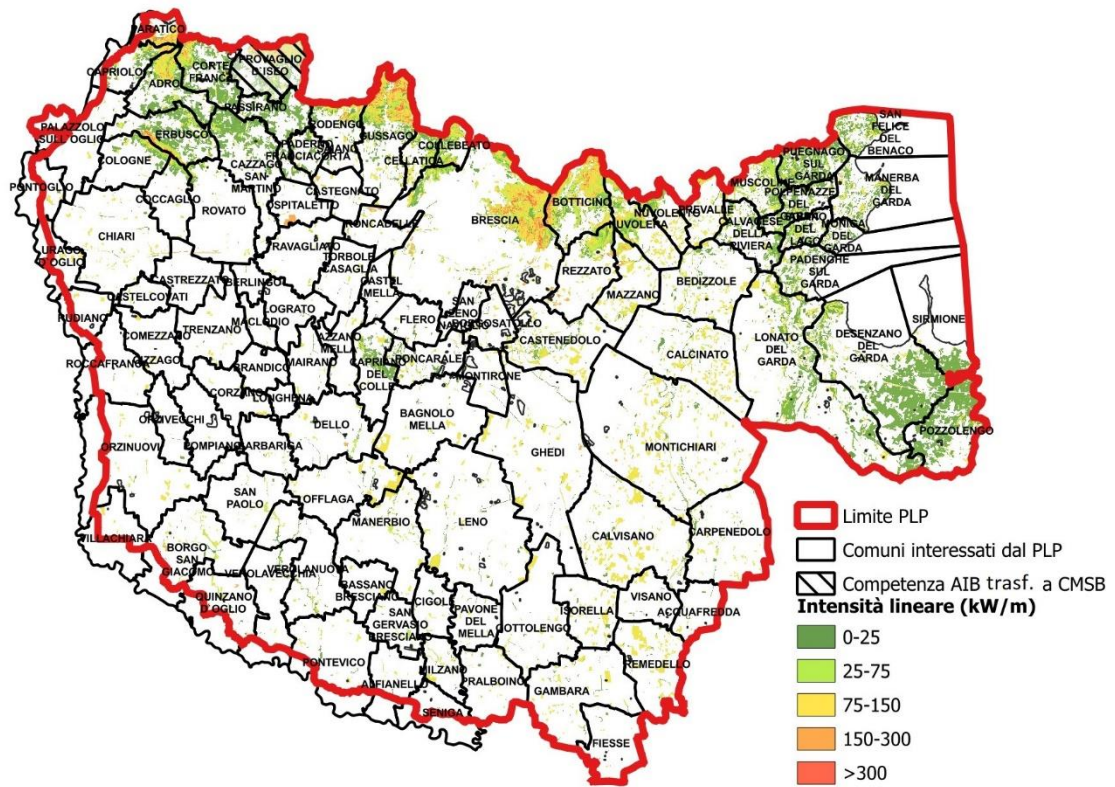 PARATICO
CAPRIOLO
ADRO
CORTE
FRANCA
PROVAGLIO
D'ISEO
PASSIRANO
PALAZZOLO
SULL'OGLIO
ERBUSCO
COLOGNE
CAZZAGO
SAN
MARTINO
PADERNO
FRANCIACORTA
RODENGO
SAIANO
GUSSAGO
CELLATICA
COLLEBEATO
PONTOGLIO
COCCAGLIO
ROVATO
OSPITALETTO
CASTEGNATO
RONCADELLE
BRESCIA
BOTTICINO
NUVOLENTO
NUVOLERA
PREVALLE
MUSCOLINE
PUEGNAGO
SUL
GARDA
SAN
FELICE
DEL
BENACO
POLPENAZZE
DEL
MANERBA
DEL
GARDA
CALVAGESE
DELLA
RIVIERA
DEL
LAGO
MONIGA
DEL GARDA
PADENGHE
SUL
GARDA
CHIARI
URAGO
D'OGLIO
TRAVAGLIATO
TORBOLE
CASAGLIA
CASTEL
MELLA
REZZATO
MAZZANO
BEDIZZOLE
CASTREZZATO
BERLINGO
CASTELCOVATI
RUDIANO
COMEZZANO
CIZZAGO
TRENZANO
MACLODIO
LOGRATO
AZZANO
MELLA
FLERO
SAN
ZENO
NAVIGLIO
BORGOSATOLLO
CASTENEDOLO
CALCINATO
LONATO
DEL
GARDA
DESENZANO
DEL
GARDA
SIRMIONE
ROCCAFRANCA
BRANDICO
MAIRANO
CAPRIANO
DEL
COLLE
PONCARALE
MONTIRONE
CORZANO
LONGHENA
ORZIVECCHI
ORZINUOVI
POMPIANO
BARBARIGA
DELLO
BAGNOLO
MELLA
GHEDI
MONTICHIARI
POZZOLENGO
SAN
PAOLO
OFFLAGA
MANERBIO
LENO
CALVISANO
CARPENEDOLO
VILLACHIARA
BORGO
SAN
GIACOMO
VEROLAVECCHIA
VEROLANUOVA
QUINZANO
D'OGLIO
BASSANO
BRESCIANO
CIGOLE
SAN
GERVASIO
BRESCIANO
PAVONE
DEL
MELLA
GOTTOLENGO
ISORELLA
VISANO
ACQUAFREDDA
PONTEVICO
ALFIANELLO
MILZANO
PRALBOINO
SENIGA
GAMBARA
REMEDELLO
FIESSE
Limite PLP
Comuni interessati dal PLP
Competenza AIB trasf. a CMSB
Intensità lineare (kW/m)
0-25
25-75
75-150
150-300
>300